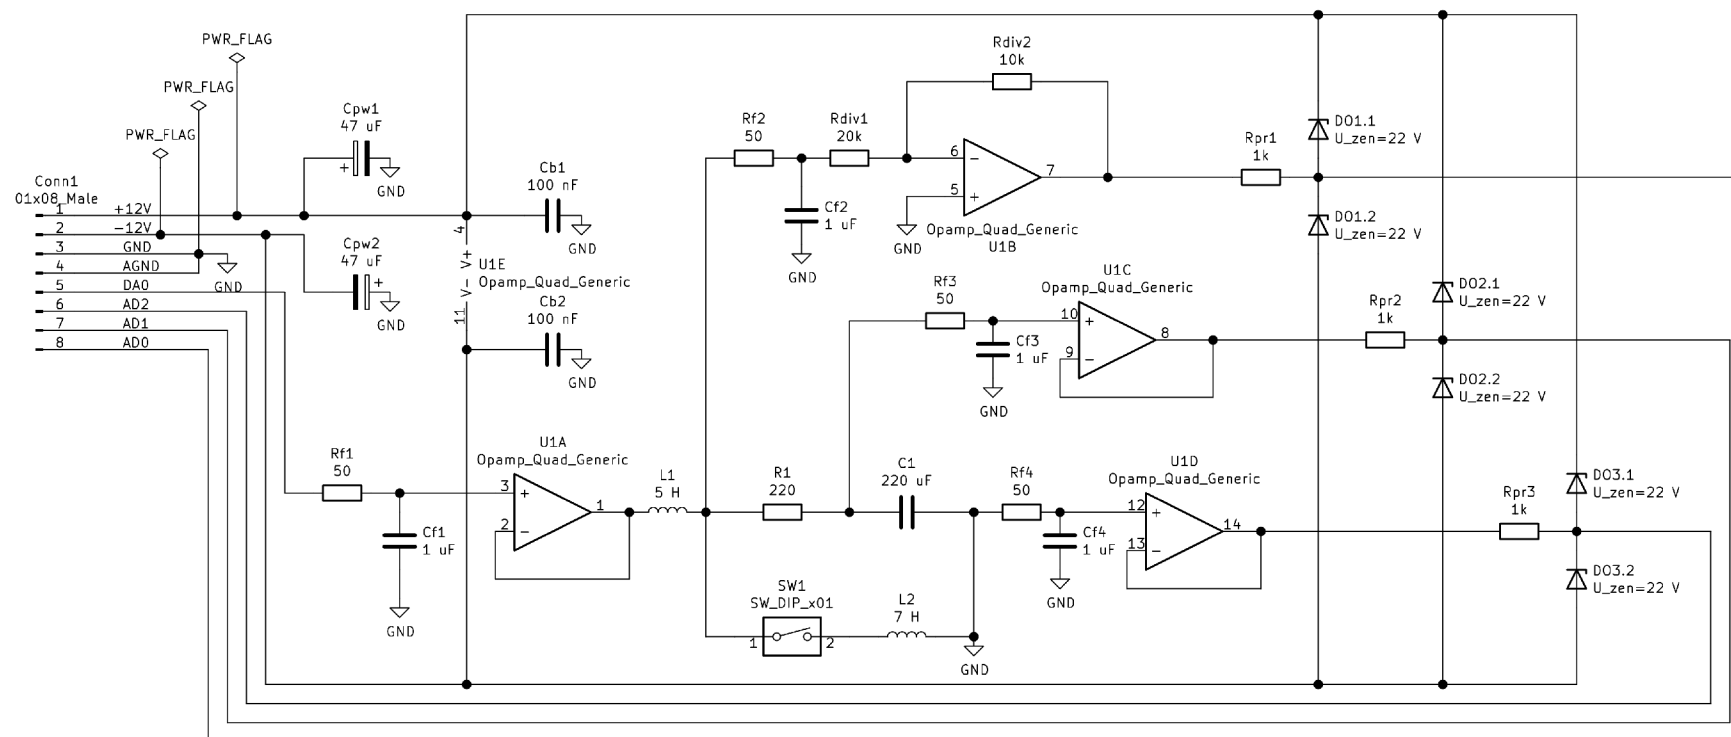 PWR_FLAG
PWR_FLAG
PWR_FLAG
Cpw1
47 uF
+
GND
Conn1
01x08_Male
1 +12V
2 -12V
3 GND
4 AGND
5 DA0
6 AD2
7 AD1
8 AD0
GND
Cpw2
47 uF
+
GND
Cb1
100 nF
GND
4
V+
U1E
Opamp_Quad_Generic
V-
11
Cb2
100 nF
GND
Rf1
50
Cf1
1 uF
GND
U1A
Opamp_Quad_Generic
3 +
2 -
1
L1
5 H
Rf2
50
Rdiv1
20k
Rdiv2
10k
Cf2
1 uF
GND
6 -
5 +
7
GND
Opamp_Quad_Generic
U1B
Rpr1
1k
DO1.1
U_zen=22 V
DO1.2
U_zen=22 V
Rf3
50
Cf3
1 uF
GND
U1C
Opamp_Quad_Generic
10 +
9 -
8
Rpr2
1k
DO2.1
U_zen=22 V
DO2.2
U_zen=22 V
R1
220
C1
220 uF
Rf4
50
Cf4
1 uF
GND
U1D
Opamp_Quad_Generic
12 +
13 -
14
Rpr3
1k
DO3.1
U_zen=22 V
DO3.2
U_zen=22 V
SW1
SW_DIP_x01
1 2
L2
7 H
GND